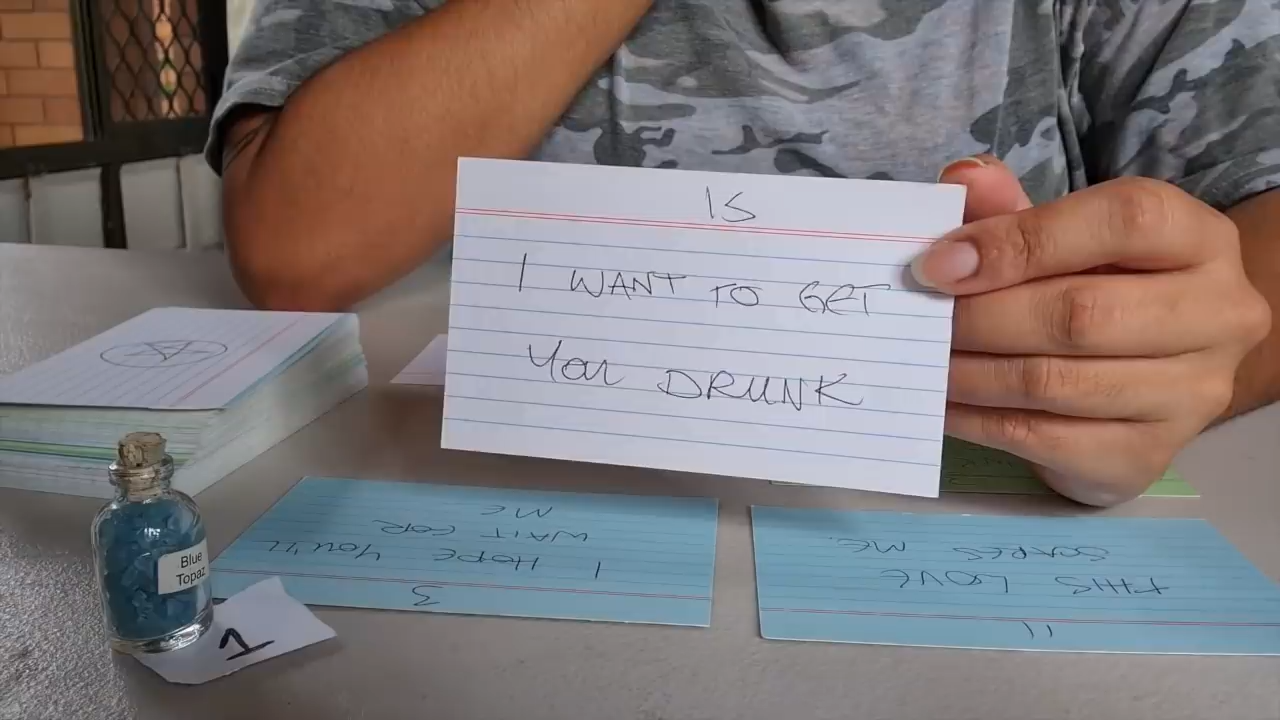 15
I WANT TO GET
YOU DRUNK
3
I HOPE YOU'LL
WAIT FOR
ME
11
THIS LOVE
SCARES ME.
Blue
Topaz
1